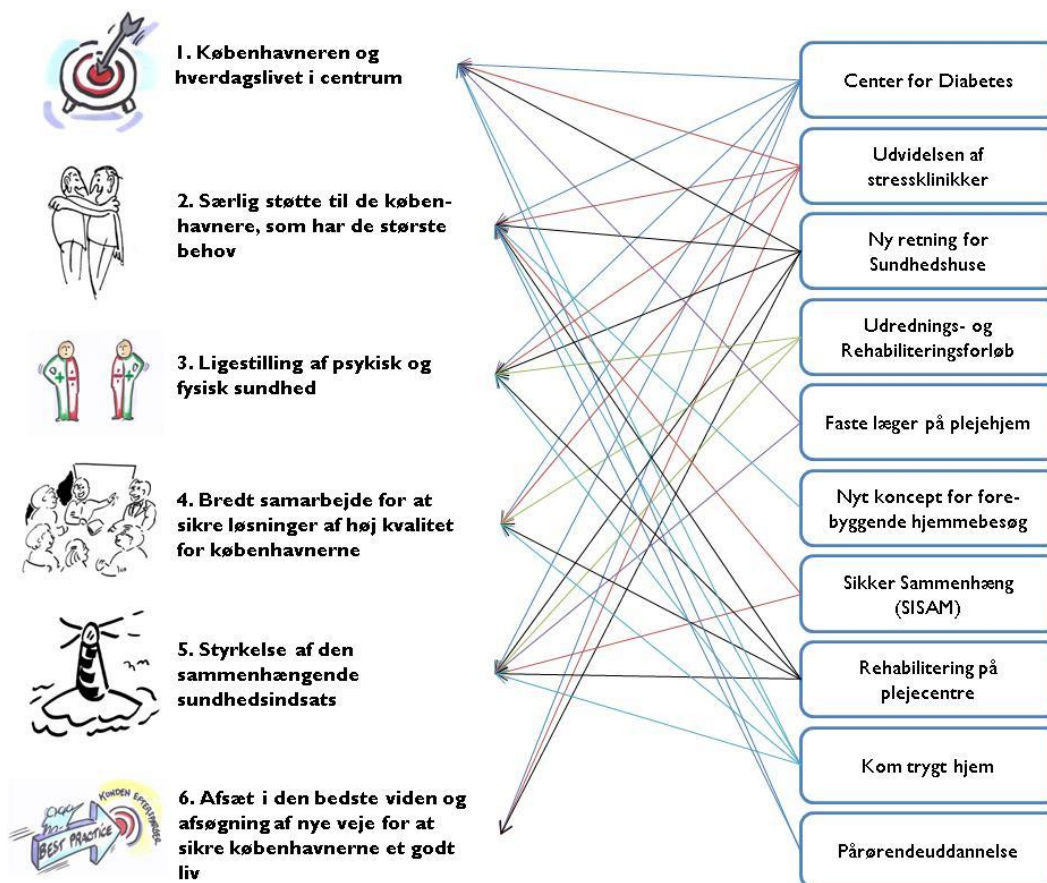 1. Københavneren og
hverdagslivet i centrum
2. Særlig støtte til de køben-
havnere, som har de største
behov
3. Ligestilling af psykisk og
fysisk sundhed
4. Bredt samarbejde for at
sikre løsninger af høj kvalitet
for københavnerne
5. Styrkelse af den
sammenhængende
sundhedsindsats
BEST PRACTICE
6. Afsæt i den bedste viden og
afsøgning af nye veje for at
sikre københavnerne et godt
liv
Center for Diabetes
Udvidelsen af
stressklinikker
Ny retning for
Sundhedshuse
Udrednings- og
Rehabiliteringsforløb
Faste læger på plejehjem
Nyt koncept for fore-
byggende hjemmebesøg
Sikker Sammenhæng
(SISAM)
Rehabilitering på
plejecentre
Kom trygt hjem
Pårørendeuddannelse